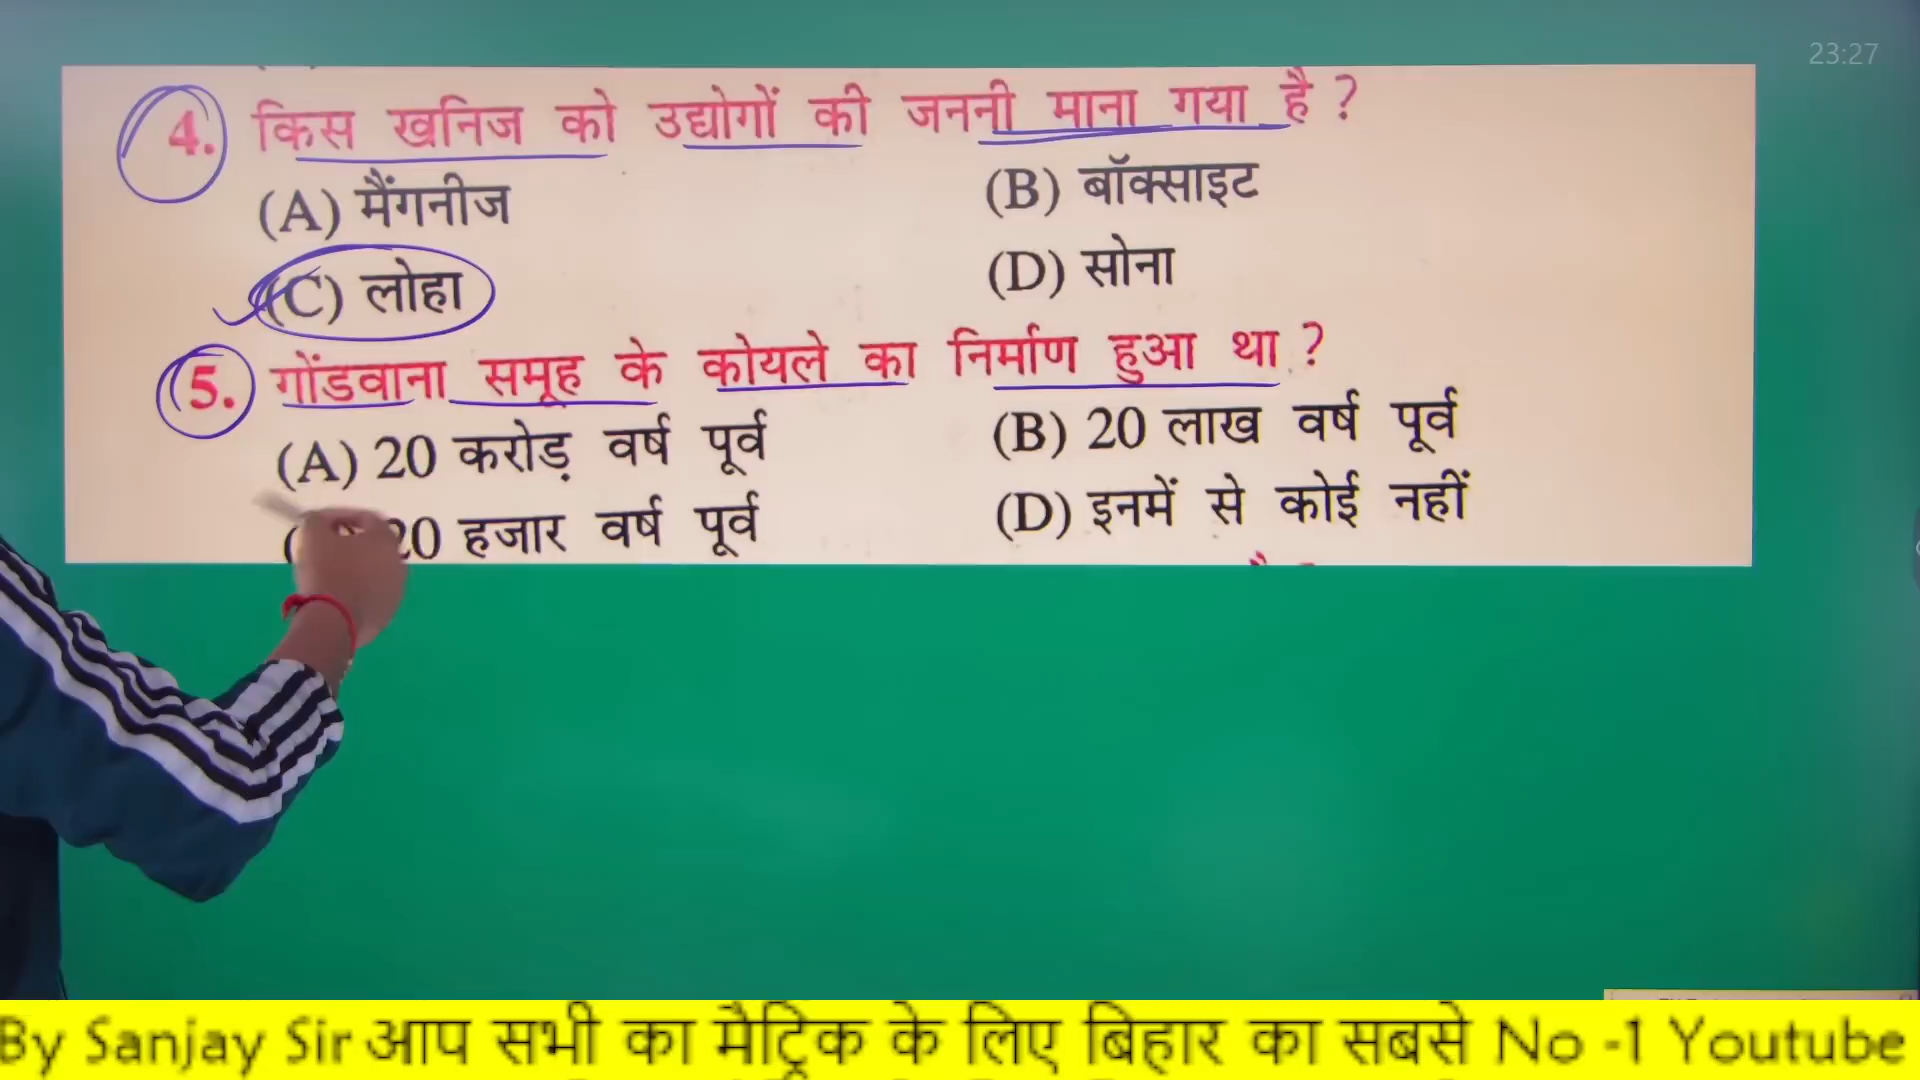 23:27
4. किस खनिज को उद्योगों की जननी माना गया है ?
(A) मैंगनीज (B) बॉक्साइट
(C) लोहा (D) सोना
5. गोंडवाना समूह के कोयले का निर्माण हुआ था ?
(A) 20 करोड़ वर्ष पूर्व (B) 20 लाख वर्ष पूर्व
20 हजार वर्ष पूर्व (D) इनमें से कोई नहीं
By Sanjay Sir आप सभी का मैट्रिक के लिए बिहार का सबसे No -1 Youtube